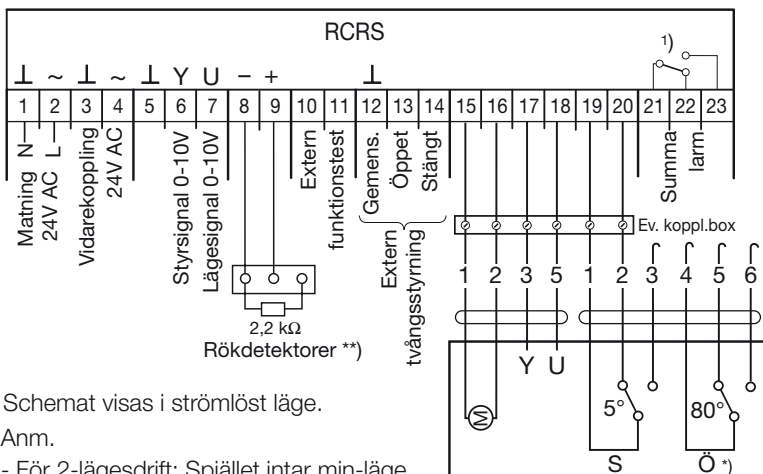 RCRS
1)
⊥ ~ ⊥ ~ ⊥ Y U − + ⊥
1 2 3 4 5 6 7 8 9 10 11 12 13 14 15 16 17 18 19 20 21 22 23
Matning N
24V AC L
Vidarekoppling
24V AC
Styrsignal 0-10V
Lägesignal 0-10V
Extern
funktionstest
Gemens.
Öppet
Stängt
Summa
larm
Extern
tvångsstyrning
Ev. koppl.box
1 2 3 5 1 2 3 4 5 6
2,2 kΩ
Rökdetektorer **)
Y U
M
5°
80°
S
Ö *)
Schemat visas i strömlöst läge.
Anm.
- För 2-lägesdrift: Spjället intar min-läge